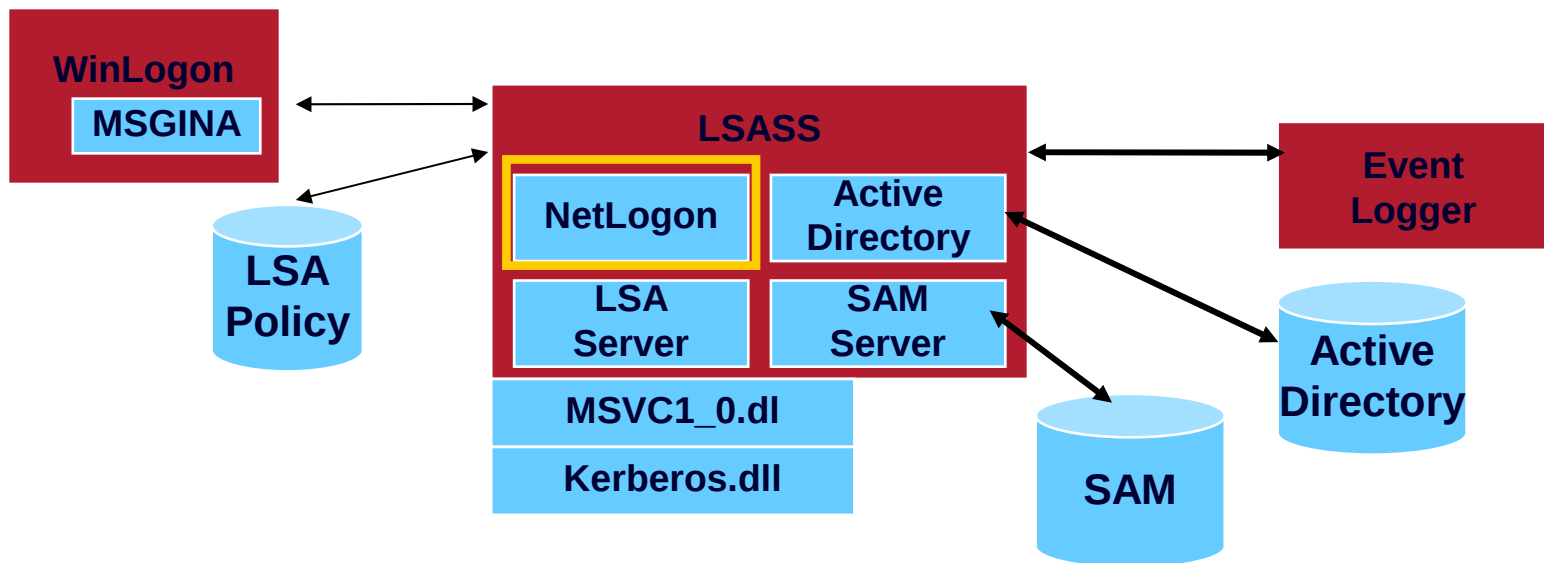 WinLogon
MSGINA
LSA
Policy
LSASS
NetLogon
Active
Directory
LSA
Server
SAM
Server
MSVC1_0.dl
Kerberos.dll
Event
Logger
Active
Directory
SAM